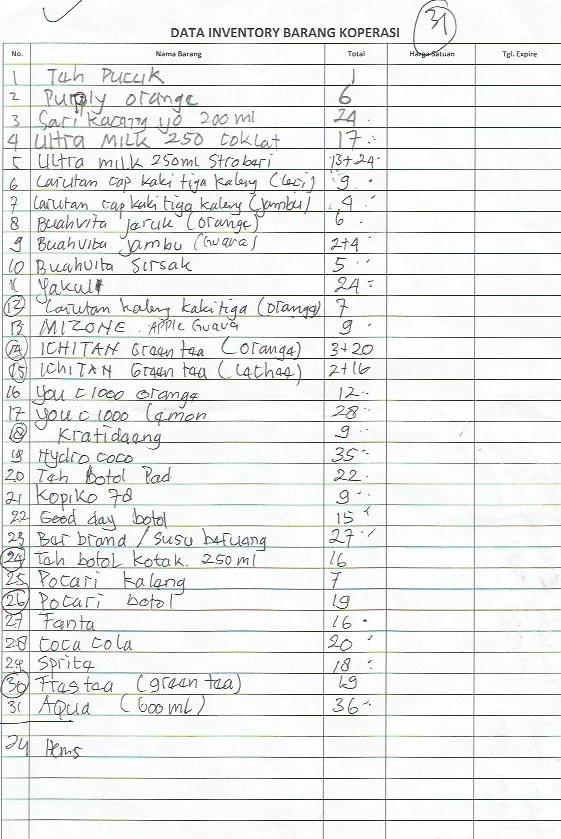 31
DATA INVENTORY BARANG KOPERASI
No. Nama Barang Total Harga Satuan Tgl. Expire
1 Teh Pucuk 1
2 Purply orange 6
3 Sari kacang ijo 200 ml 24
4 Ultra Milk 250 Coklat 17
5 Ultra milk 250ml Stroberi 13+24
6 Larutan cap kaki tiga kaleng (Leci) 9
7 Larutan cap kaki tiga kaleng (jambu) 4
8 Buahvita jeruk (orange) 6
9 Buahvita jambu (Guava) 2+4
10 Buahvita Sirsak 5
11 Yakult 24
12 Larutan kaleng kaki tiga (orange) 7
13 MIZONE Apple Guava 9
14 ICHITAN Green tea (orange) 3+20
15 ICHITAN Green tea (Lechee) 2+16
16 You C 1000 orange 12
17 You C 1000 Lemon 28
18 Kratidaeng 9
19 Hydro coco 35
20 Teh botol Pad 22
21 Kopiko 78 9
22 Good day botol 15
23 Ber brand / Susu beruang 27
24 Teh botol kotak. 250 ml 16
25 Pocari kaleng 7
26 Pocari botol 19
27 Fanta 16
28 Coca cola 20
29 Sprite 18
30 Frestea (green tea) 19
31 AQUA (600 mL) 36
24 Items